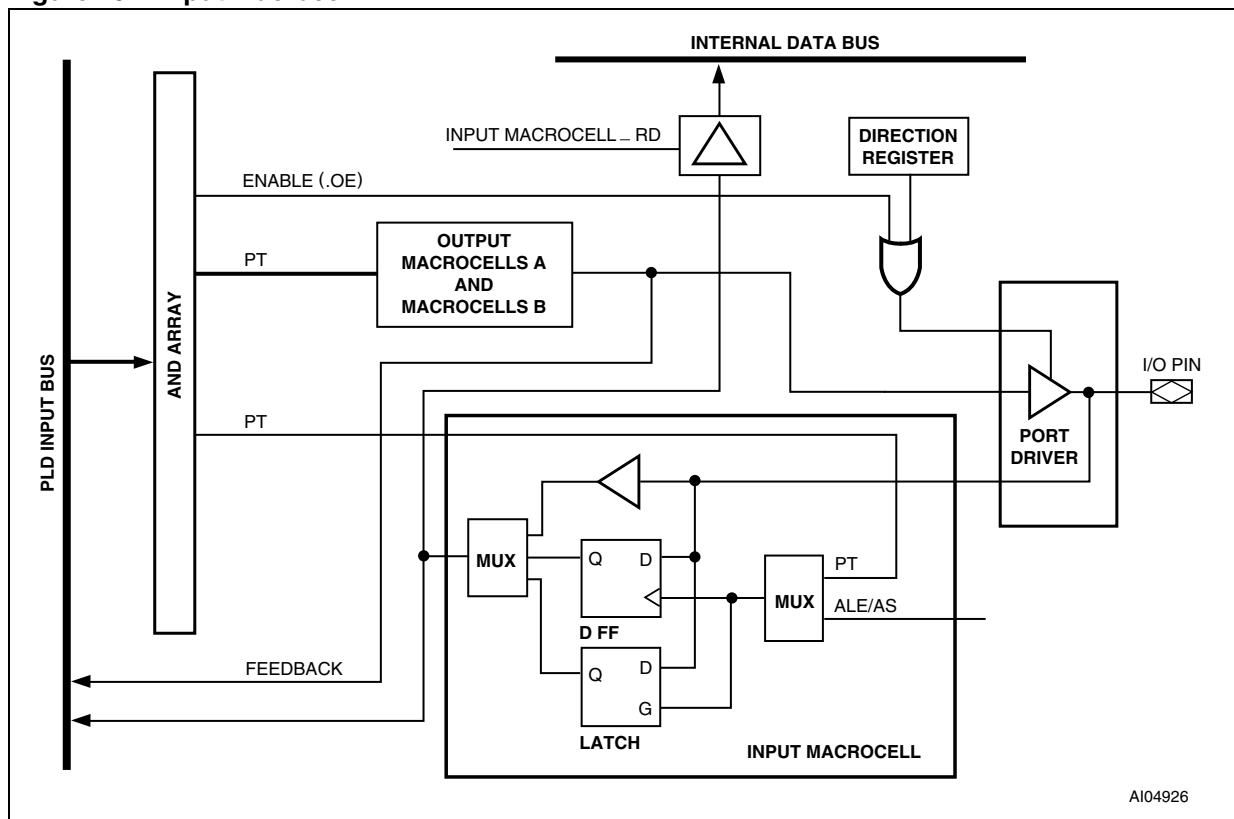 INTERNAL DATA BUS
INPUT MACROCELL _ RD
DIRECTION
REGISTER
ENABLE (.OE)
PT
OUTPUT
MACROCELLS A
AND
MACROCELLS B
AND ARRAY
PLD INPUT BUS
I/O PIN
PORT
DRIVER
PT
MUX
Q
D
D FF
MUX
PT
ALE/AS
FEEDBACK
Q
D
G
LATCH
INPUT MACROCELL
AI04926